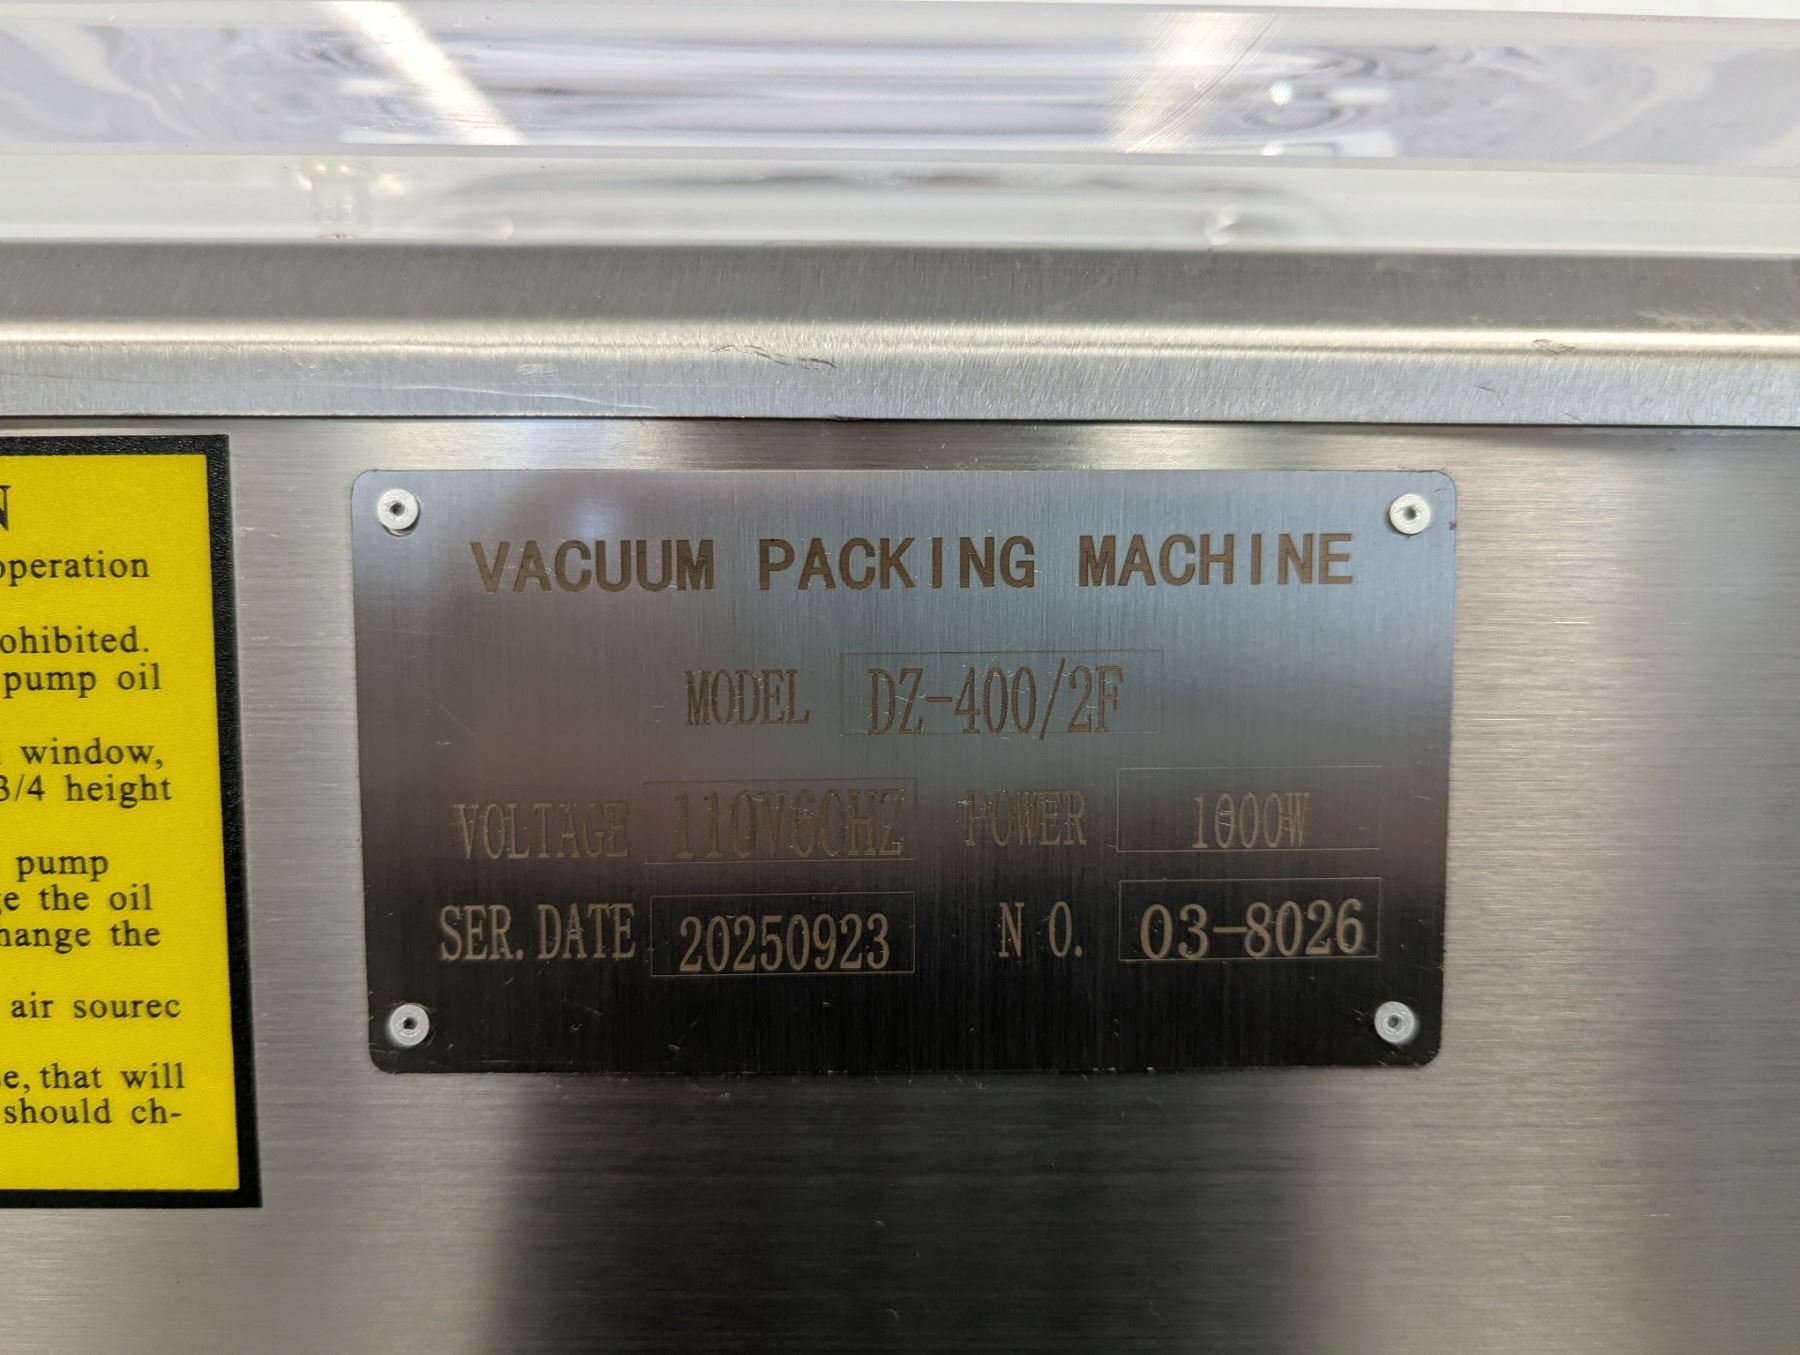 N
operation
ohibited.
pump oil
window,
3/4 height
pump
e the oil
hange the
air sourec
e, that will
should ch-
VACUUM PACKING MACHINE
MODEL DZ-400/2F
VOLTAGE 110V60HZ POWER 1000W
SER. DATE 20250923 N O. 03-8026